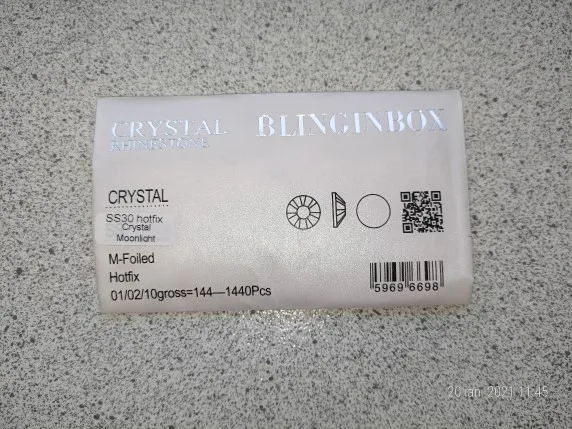 CRYSTAL BLINGINBOX
RHINESTONE
CRYSTAL
SS30 hotfix
Crystal
Moonlight
M-Foiled
Hotfix
01/02/10gross=144—1440Pcs
5969 6698
20 jan. 2021 11:45